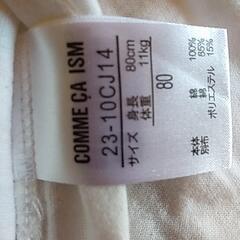 COMME ÇA ISM
23-10CJ14
サイズ
身長 80cm
体重 11kg
80
本体 綿 100%
別布 綿 85%
ポリエステル 15%